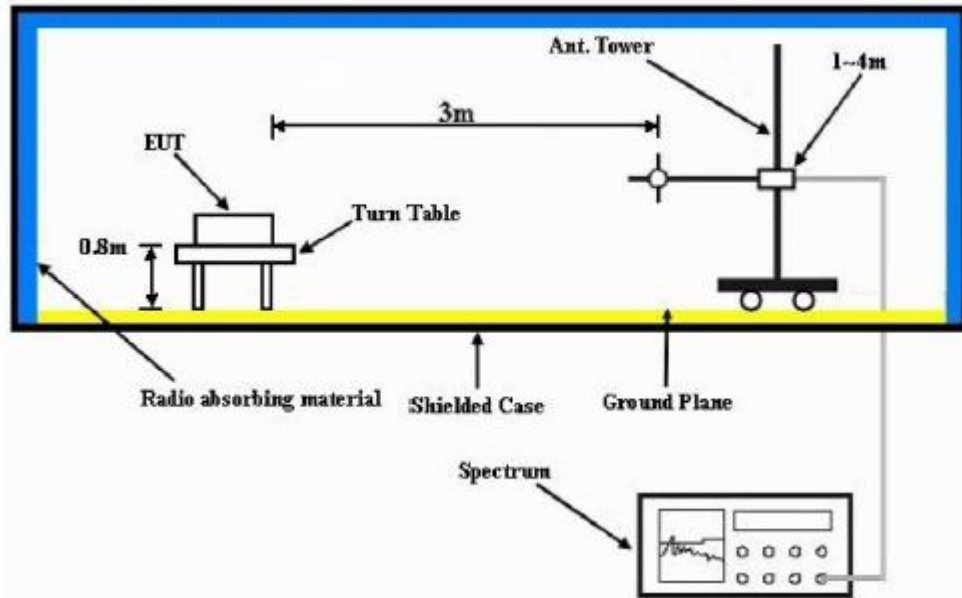 Ant. Tower
1~4m
3m
EUT
Turn Table
0.8m
Radio absorbing material
Shielded Case
Ground Plane
Spectrum